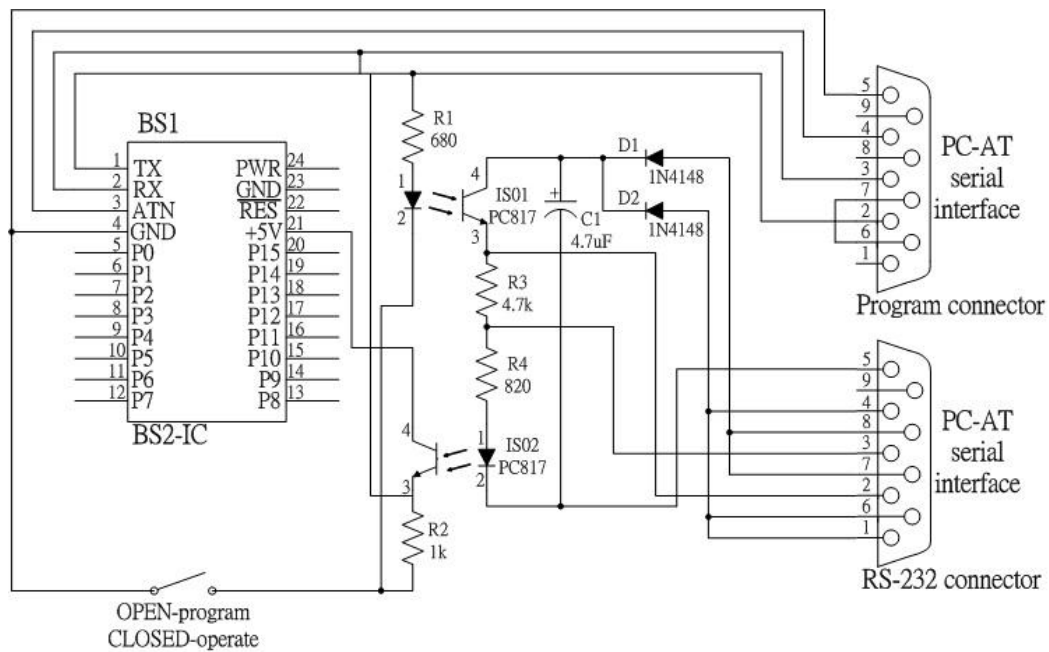 BS1
1 TX PWR 24
2 RX GND 23
3 ATN RES 22
4 GND +5V 21
5 P0 P15 20
6 P1 P14 19
7 P2 P13 18
8 P3 P12 17
9 P4 P11 16
10 P5 P10 15
11 P6 P9 14
12 P7 P8 13
BS2-IC
R1
680
1
2
4
3
IS01
PC817
+
C1
4.7uF
D1
1N4148
D2
1N4148
R3
4.7k
R4
820
4
3
1
2
IS02
PC817
R2
1k
OPEN-program
CLOSED-operate
5
9
4
8
3
7
2
6
1
PC-AT
serial
interface
Program connector
5
9
4
8
3
7
2
6
1
PC-AT
serial
interface
RS-232 connector